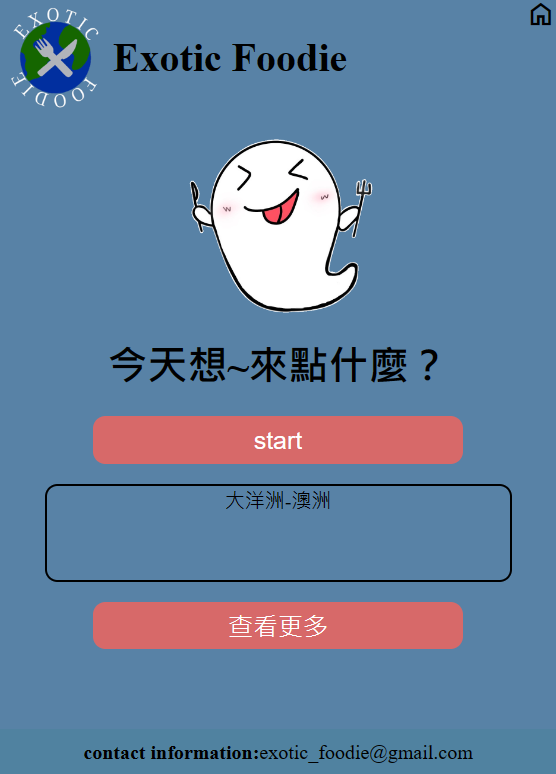 EXOTIC
FOODIE
Exotic Foodie
今天想~來點什麼？
start
大洋洲-澳洲
查看更多
contact information:exotic_foodie@gmail.com